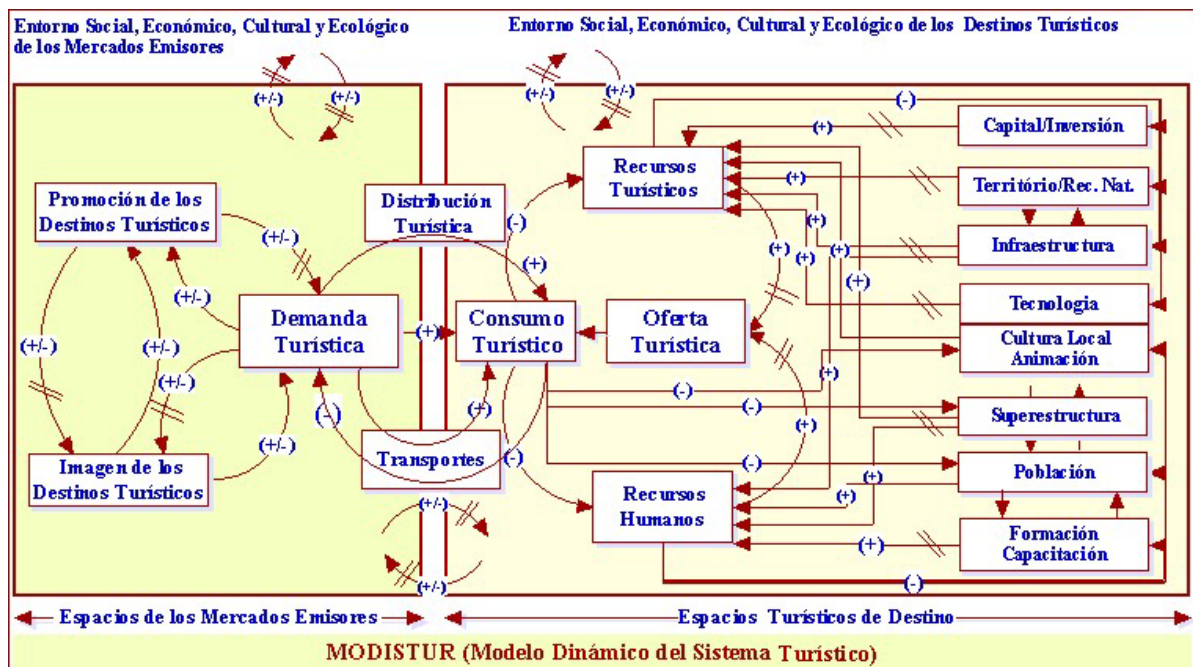 Entorno Social, Económico, Cultural y Ecológico
de los Mercados Emisores
Entorno Social, Económico, Cultural y Ecológico de los Destinos Turísticos
(+/-)
(+/-)
(+/-)
(+/-)
(-)
Capital/Inversión
(+)
Recursos
Turísticos
Território/Rec. Nat.
(+)
Promoción de los
Destinos Turísticos
Distribución
Turística
(-)
(+)
Infraestructura
(+/-)
(+)
(+)
(+)
(+)
(+)
(+/-)
(+)
Tecnologia
Demanda
Turística
(+)
Consumo
Turístico
Oferta
Turística
Cultura Local
Animación
(+/-)
(+/-)
(+/-)
(+)
(-)
(-)
(+)
(-)
Superestructura
(+)
(+/-)
Transportes
(-)
(-)
Población
Imagen de los
Destinos Turísticos
(+)
(+)
Recursos
Humanos
(+/-)
Formación
Capacitación
(+)
(+/-)
(-)
Espacios de los Mercados Emisores
Espacios Turísticos de Destino
MODISTUR (Modelo Dinámico del Sistema Turístico)